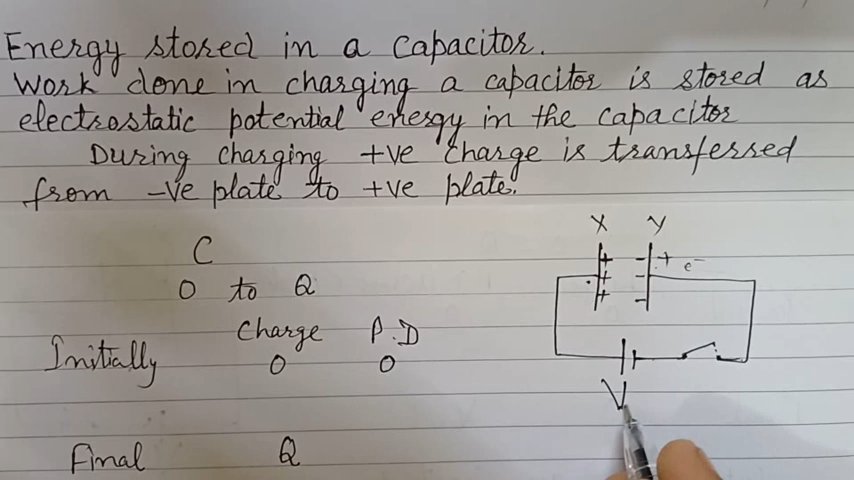 Energy stored in a capacitor.
Work done in charging a capacitor is stored as
electrostatic potential energy in the capacitor
During charging +ve charge is transferred
from -ve plate to +ve plate.
X Y
C
+ - + e⁻
+ -
+ -
0 to Q
Charge P.D
Initially 0 0
V
Final Q